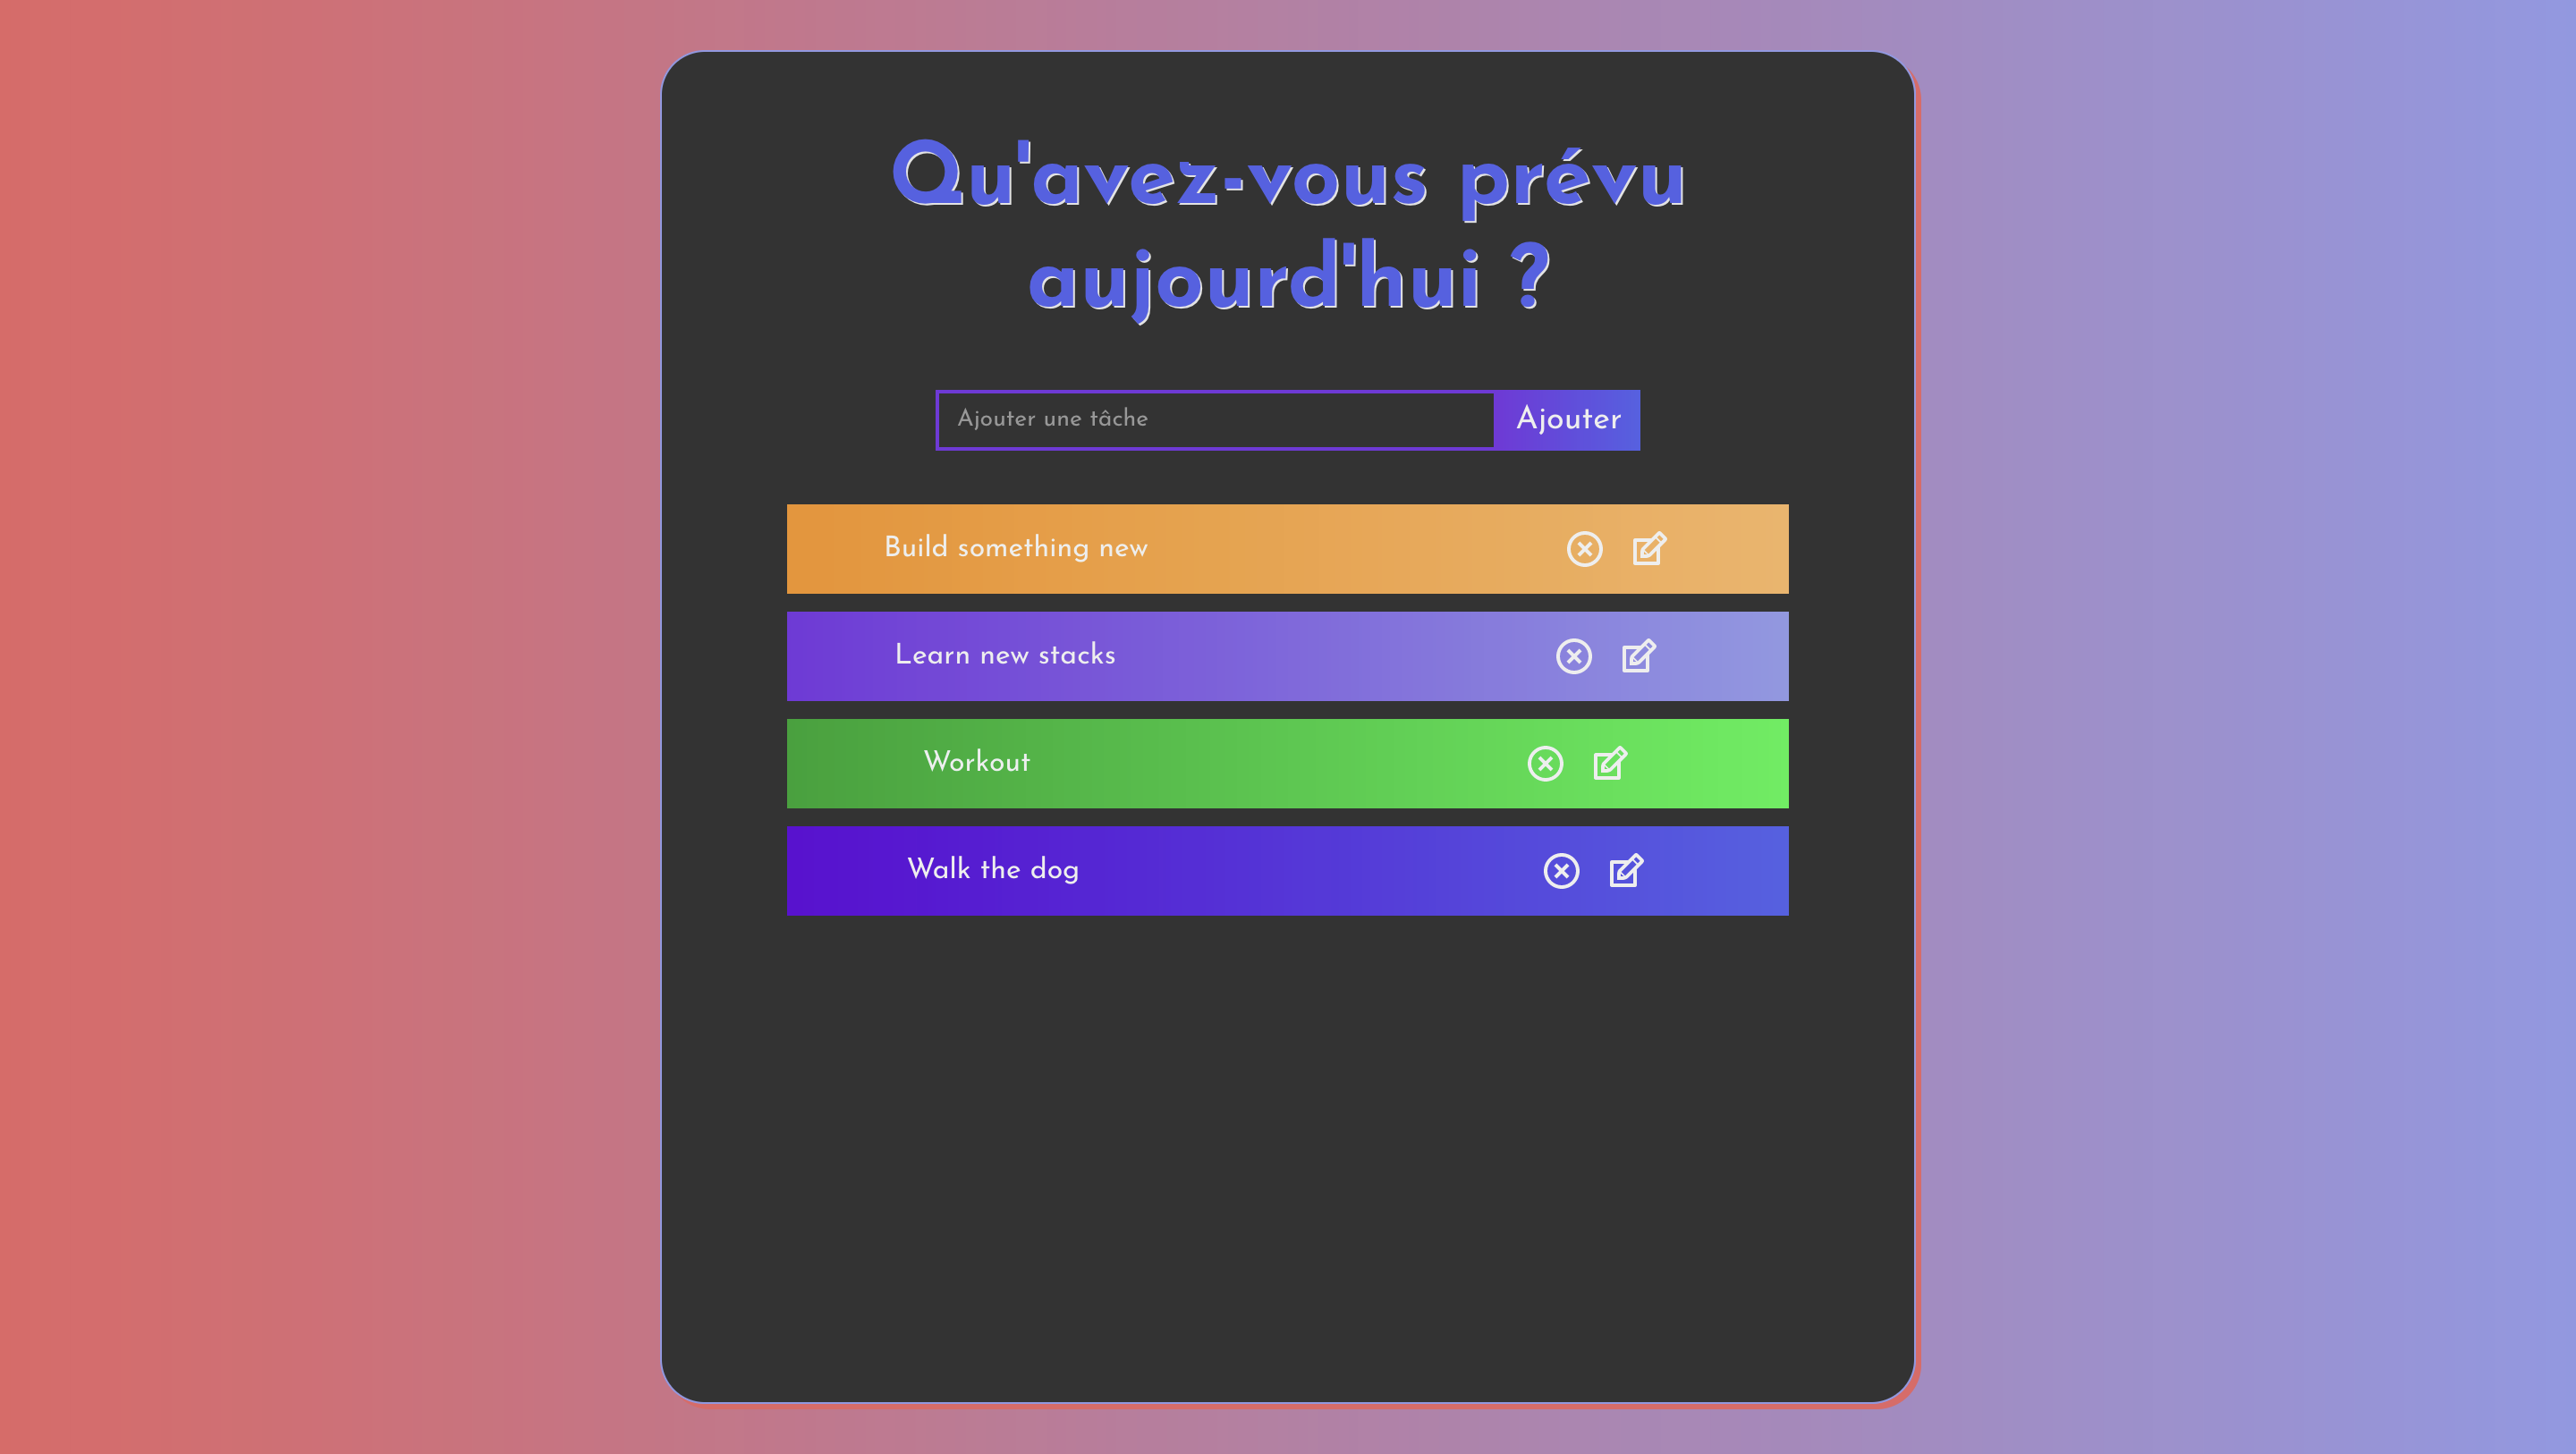 Qu'avez-vous prévu
aujourd'hui ?
Ajouter une tâche
Ajouter
Build something new
Learn new stacks
Workout
Walk the dog